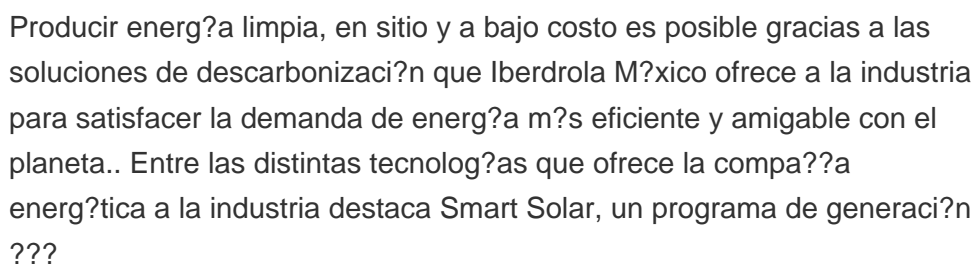 Producir energ?a limpia, en sitio y a bajo costo es posible gracias a las
soluciones de descarbonizaci?n que Iberdrola M?xico ofrece a la industria
para satisfacer la demanda de energ?a m?s eficiente y amigable con el
planeta.. Entre las distintas tecnolog?as que ofrece la compa??a
energ?tica a la industria destaca Smart Solar, un programa de generaci?n
???